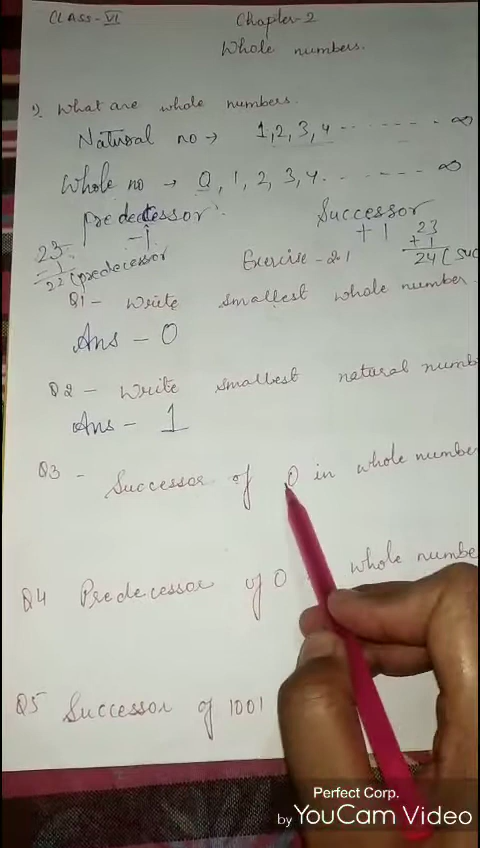 CLASS-VI Chapter-2
Whole numbers.
1) What are whole numbers.
Natural no → 1,2,3,4 - - - - - - - ∞
Whole no → 0, 1, 2, 3, 4. - - - - - - ∞
Predecessor: Successor
-1 +1
23 23
-1 +1
22 (predecessor 24 (suc
Exercise - 2.1
Q1 - Write smallest whole number -
Ans - 0
Q2 - Write smallest natural numb
Ans - 1
Q3 - Successor of 0 in whole number
Q4 Predecessor of 0 whole numbe
Q5 Successor of 1001
Perfect Corp.
by YouCam Video